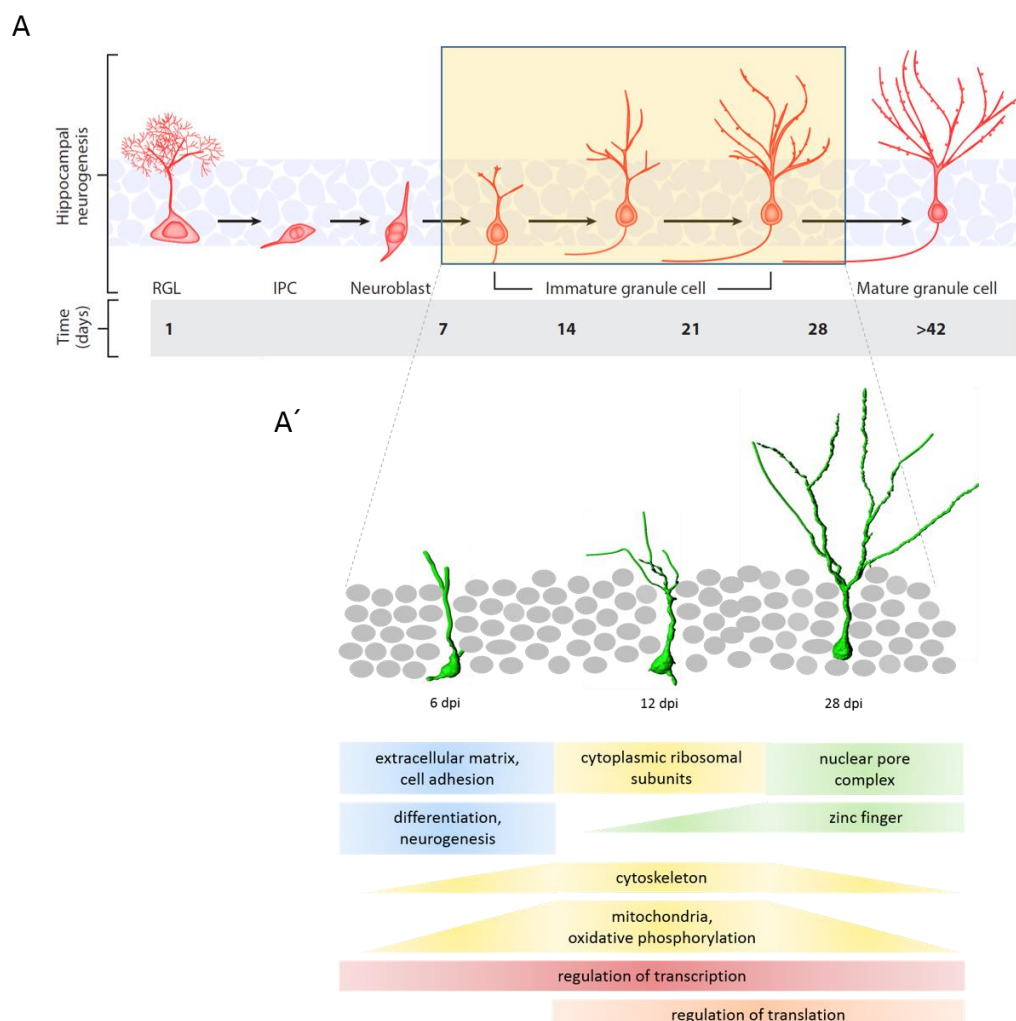 A
Hippocampal
neurogenesis
RGL
IPC
Neuroblast
Immature granule cell
Mature granule cell
Time
(days)
1
7
14
21
28
>42
A´
6 dpi
12 dpi
28 dpi
extracellular matrix,
cell adhesion
cytoplasmic ribosomal
subunits
nuclear pore
complex
differentiation,
neurogenesis
zinc finger
cytoskeleton
mitochondria,
oxidative phosphorylation
regulation of transcription
regulation of translation